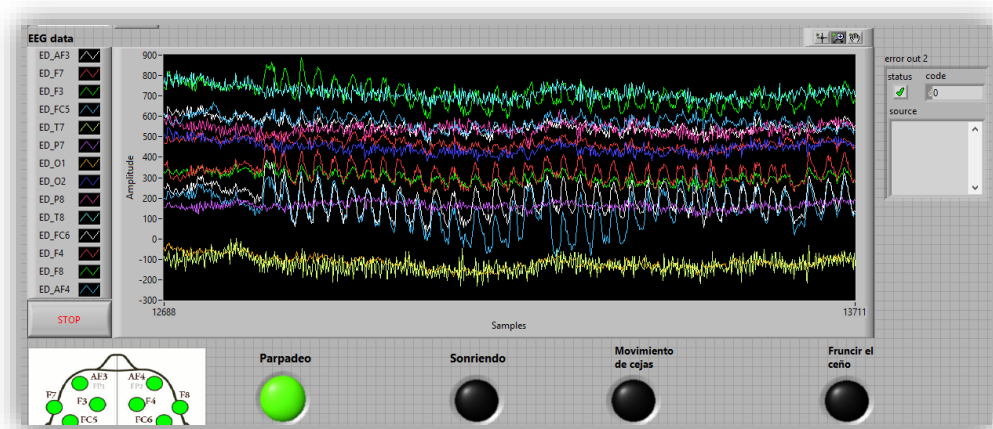 EEG data
ED_AF3
ED_F7
ED_F3
ED_FC5
ED_T7
ED_P7
ED_O1
ED_O2
ED_P8
ED_T8
ED_FC6
ED_F4
ED_F8
ED_AF4
STOP
Amplitude
900
800
700
600
500
400
300
200
100
0
-100
-200
-300
12688
13711
Samples
error out 2
status code
0
source
AF3 AF4
FP1 FP2
F7 F3 F4 F8
FC5 FC6
Parpadeo
Sonriendo
Movimiento
de cejas
Fruncir el
ceño